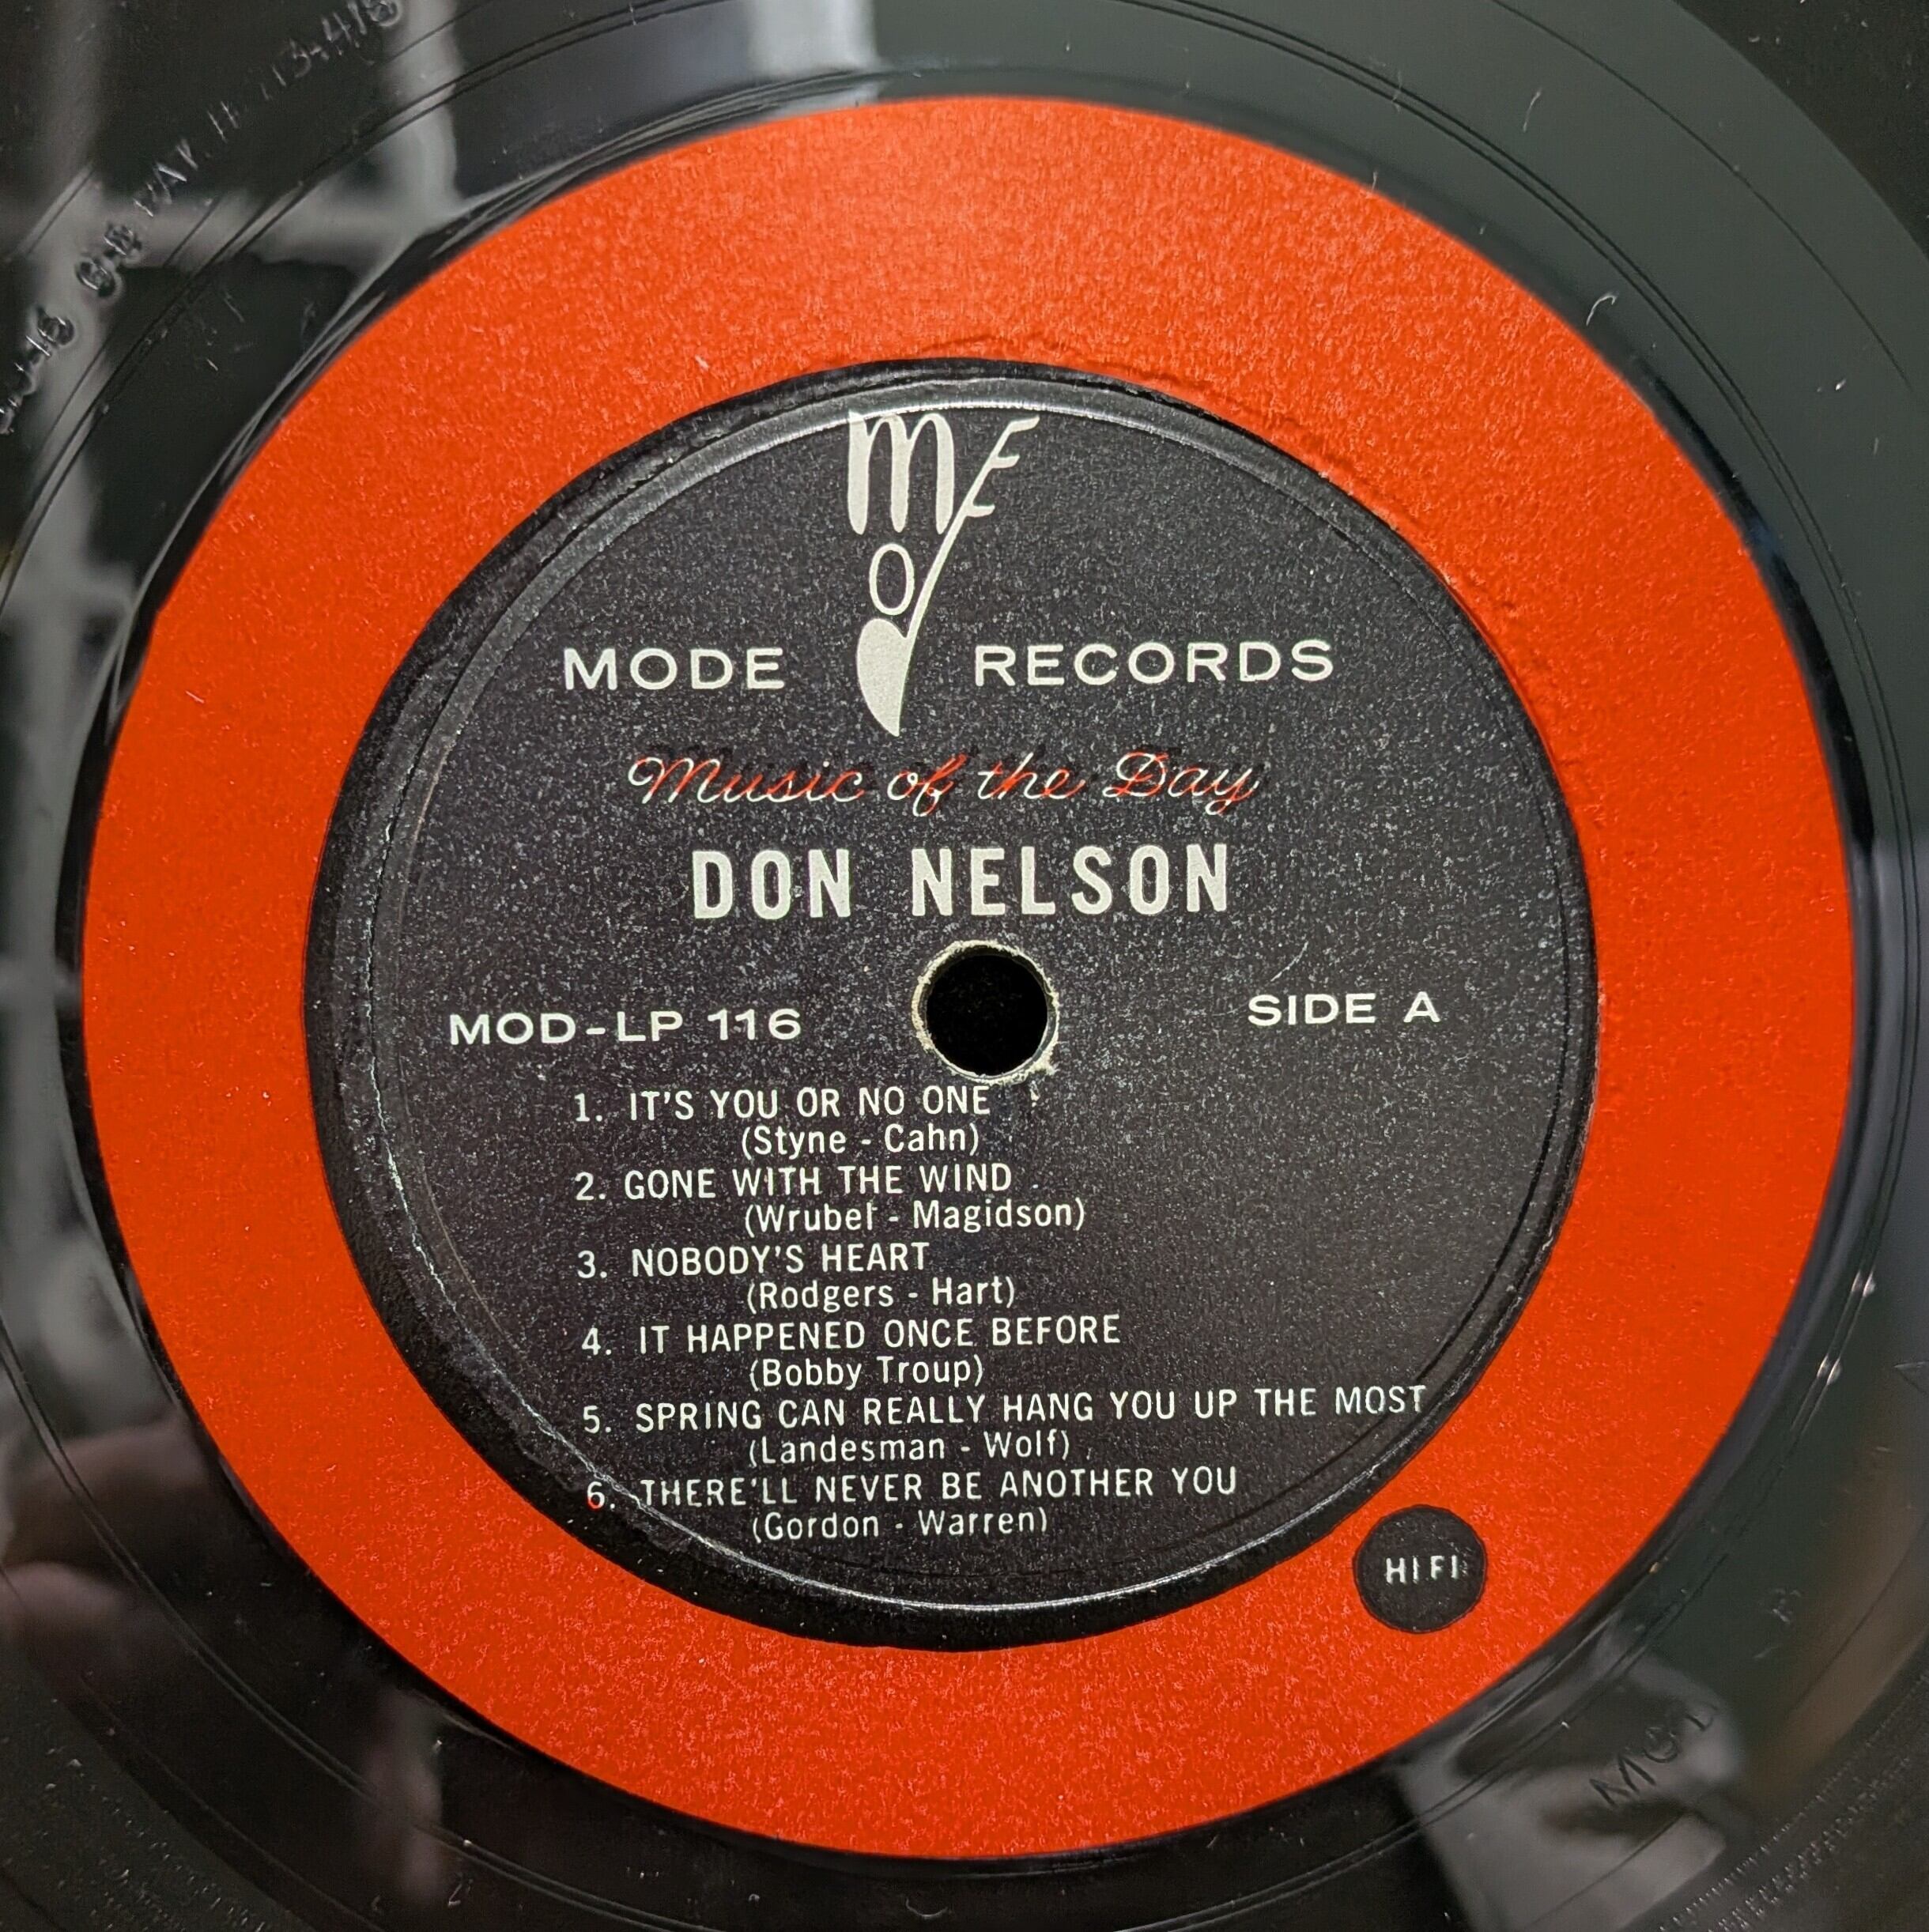 MODE
MODE RECORDS
Music of the Day
DON NELSON
MOD-LP 116
SIDE A
1. IT'S YOU OR NO ONE
(Styne - Cahn)
2. GONE WITH THE WIND
(Wrubel - Magidson)
3. NOBODY'S HEART
(Rodgers - Hart)
4. IT HAPPENED ONCE BEFORE
(Bobby Troup)
5. SPRING CAN REALLY HANG YOU UP THE MOST
(Landesman - Wolf)
6. THERE'LL NEVER BE ANOTHER YOU
(Gordon - Warren)
HI FI